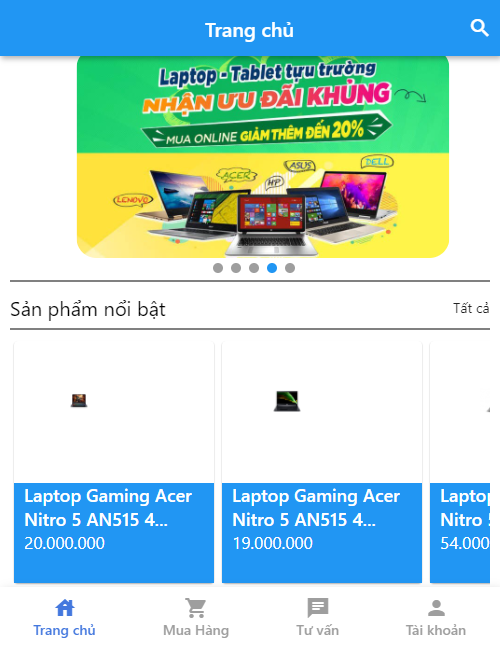 Trang chủ
Laptop - Tablet tựu trường
NHẬN ƯU ĐÃI KHỦNG
MUA ONLINE GIẢM THÊM ĐẾN 20%
LENOVO
ACER
HP
ASUS
DELL
Sản phẩm nổi bật
Tất cả
Laptop Gaming Acer
Nitro 5 AN515 4...
20.000.000
Laptop Gaming Acer
Nitro 5 AN515 4...
19.000.000
Laptop
Nitro 5
54.000
Trang chủ
Mua Hàng
Tư vấn
Tài khoản